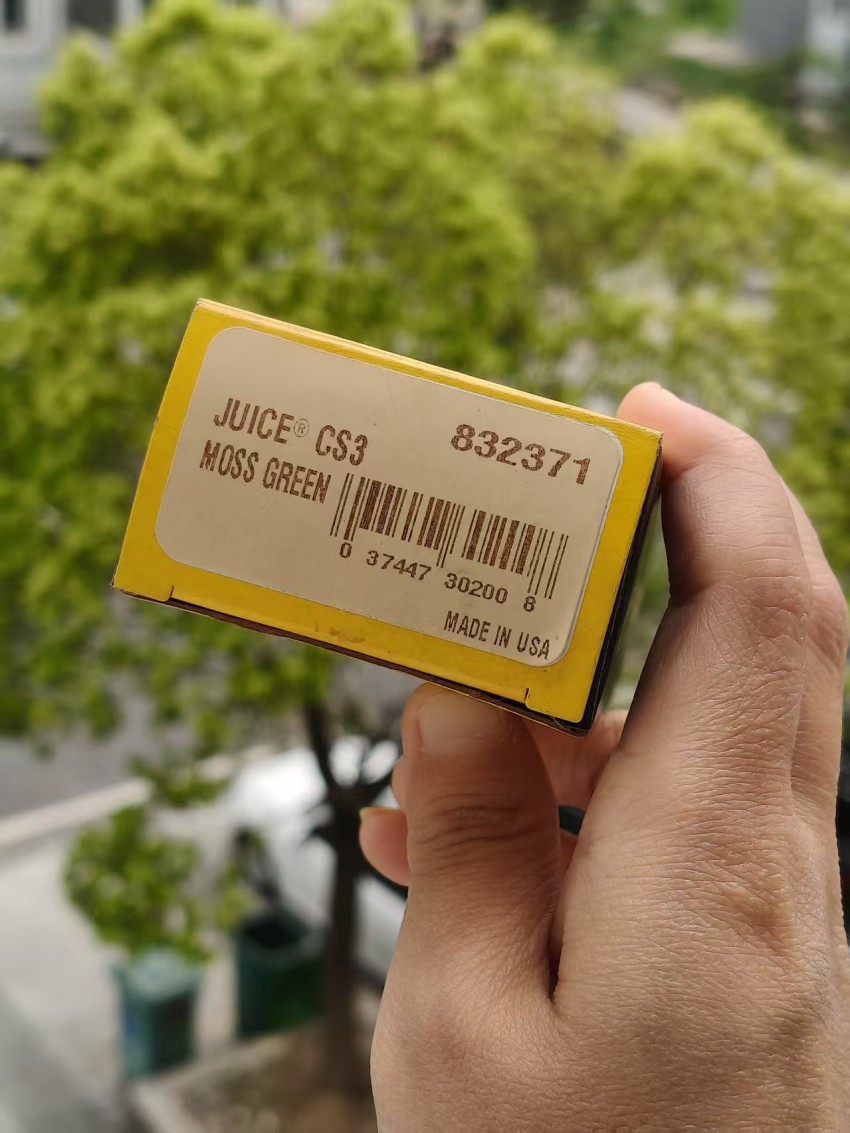 JUICE® CS3
832371
MOSS GREEN
0 37447 30200 8
MADE IN USA